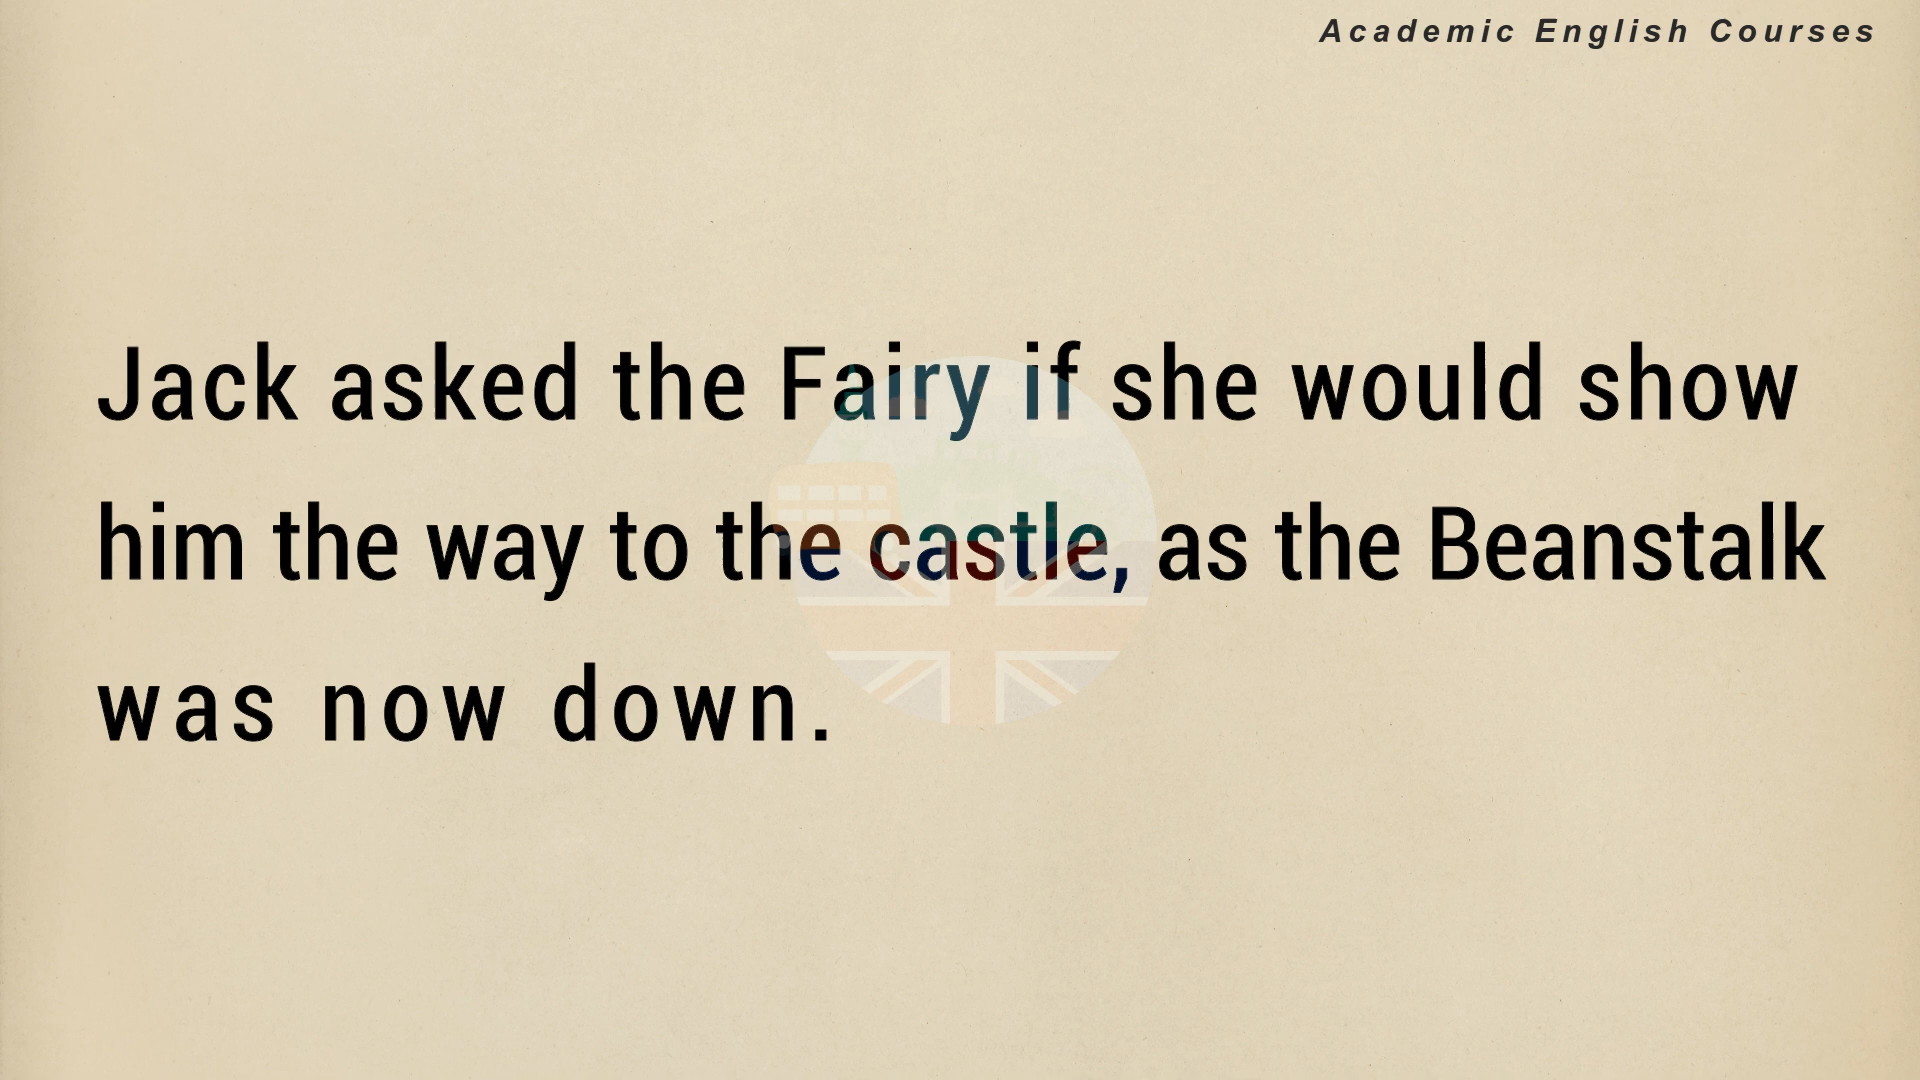 Academic English Courses
Jack asked the Fairy if she would show
him the way to the castle, as the Beanstalk
was now down.